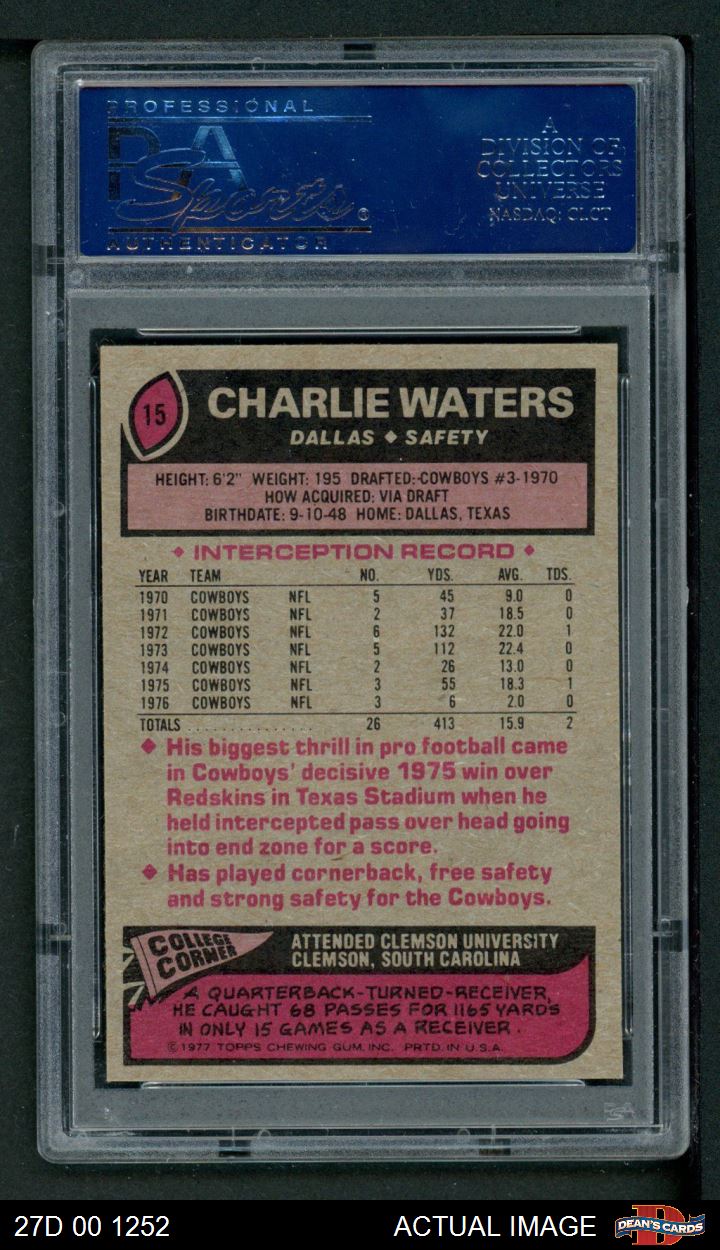 PROFESSIONAL
PSA
Sports®
AUTHENTICATOR
A
DIVISION OF
COLLECTORS
UNIVERSE
NASDAQ: CLCT
15
CHARLIE WATERS
DALLAS ♦ SAFETY
HEIGHT: 6'2" WEIGHT: 195 DRAFTED:-COWBOYS #3-1970
HOW ACQUIRED: VIA DRAFT
BIRTHDATE: 9-10-48 HOME: DALLAS, TEXAS
♦ INTERCEPTION RECORD ♦
YEAR TEAM NO. YDS. AVG. TDS.
1970 COWBOYS NFL 5 45 9.0 0
1971 COWBOYS NFL 2 37 18.5 0
1972 COWBOYS NFL 6 132 22.0 1
1973 COWBOYS NFL 5 112 22.4 0
1974 COWBOYS NFL 2 26 13.0 0
1975 COWBOYS NFL 3 55 18.3 1
1976 COWBOYS NFL 3 6 2.0 0
TOTALS ............... 26 413 15.9 2
♦ His biggest thrill in pro football came
in Cowboys' decisive 1975 win over
Redskins in Texas Stadium when he
held intercepted pass over head going
into end zone for a score.
♦ Has played cornerback, free safety
and strong safety for the Cowboys.
COLLEGE
CORNER
ATTENDED CLEMSON UNIVERSITY
CLEMSON, SOUTH CAROLINA
A QUARTERBACK-TURNED-RECEIVER,
HE CAUGHT 68 PASSES FOR 1165 YARDS
IN ONLY 15 GAMES AS A RECEIVER.
©1977 TOPPS CHEWING GUM, INC. PRTD. IN U.S.A.
PSA
27D 00 1252
ACTUAL IMAGE
D
DEAN'S CARDS